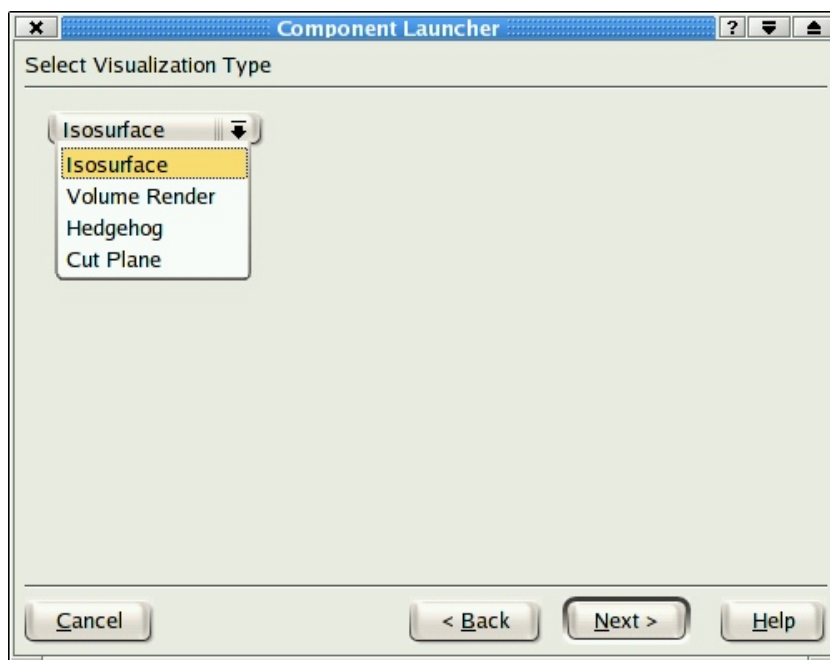 Component Launcher ?
Select Visualization Type
Isosurface
Isosurface
Volume Render
Hedgehog
Cut Plane
Cancel < Back Next > Help